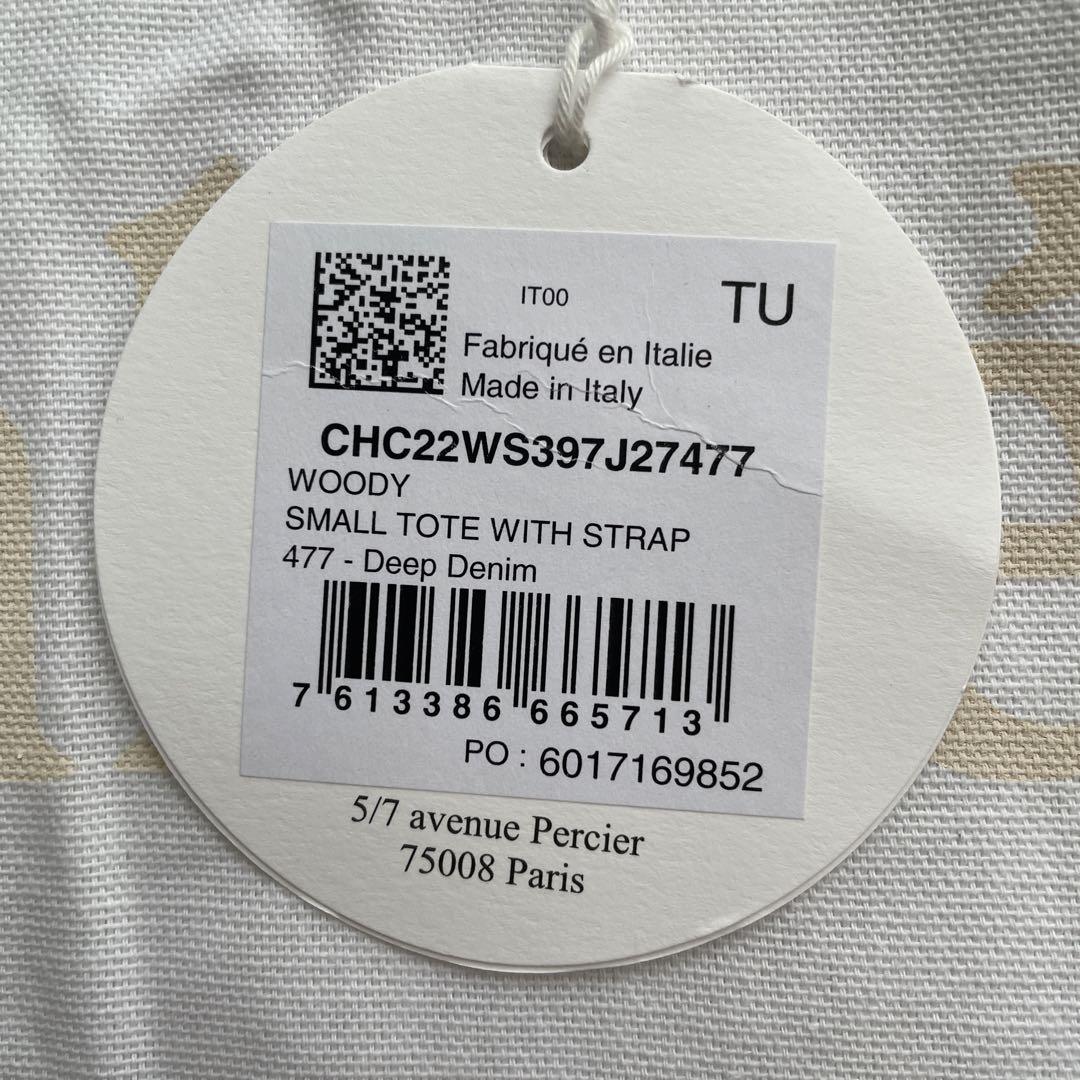 IT00
TU
Fabriqué en Italie
Made in Italy
CHC22WS397J27477
WOODY
SMALL TOTE WITH STRAP
477 - Deep Denim
7 613386 665713
PO : 6017169852
5/7 avenue Percier
75008 Paris